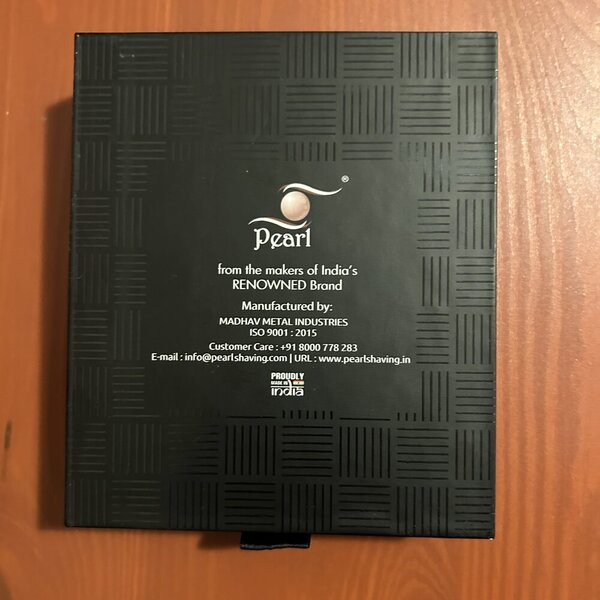 ®
Pearl
from the makers of India's
RENOWNED Brand
Manufactured by:
MADHAV METAL INDUSTRIES
ISO 9001 : 2015
Customer Care : +91 8000 778 283
E-mail : info@pearlshaving.com | URL : www.pearlshaving.in
PROUDLY
MADE IN
india